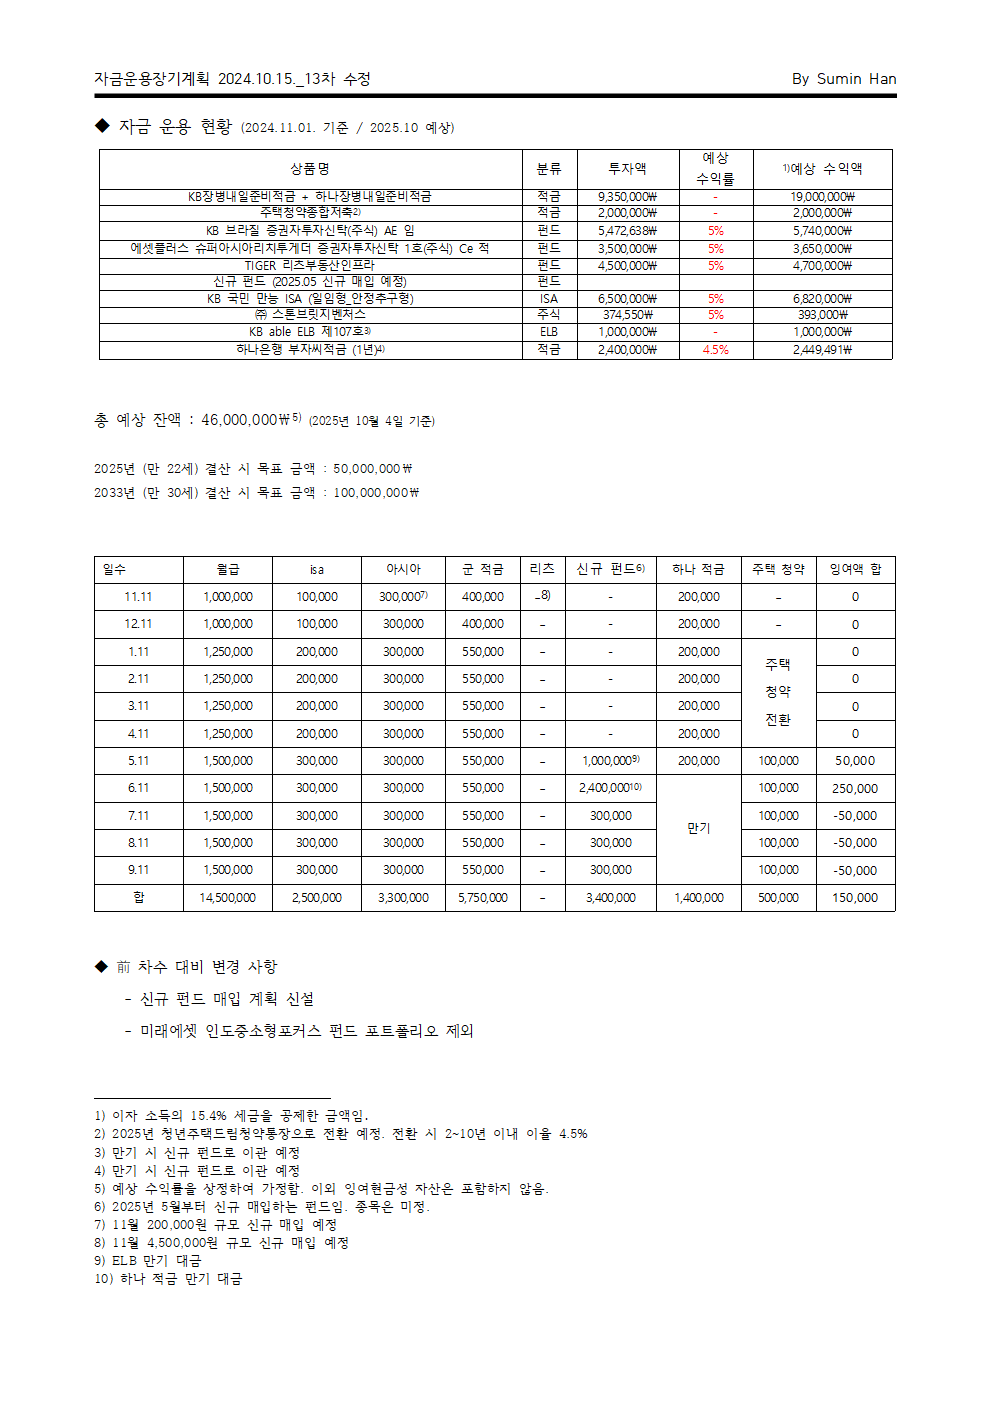 자금운용장기계획 2024.10.15._13차 수정 By Sumin Han
◆ 자금 운용 현황 (2024.11.01. 기준 / 2025.10 예상)
상품명 분류 투자액 예상 수익률 1)예상 수익액
KB장병내일준비적금 + 하나장병내일준비적금 적금 9,350,000₩ - 19,000,000₩
주택청약종합저축2) 적금 2,000,000₩ - 2,000,000₩
KB 브라질 증권자투자신탁(주식) AE 임 펀드 5,472,638₩ 5% 5,740,000₩
에셋플러스 슈퍼아시아리치투게더 증권자투자신탁 1호(주식) Ce 적 펀드 3,500,000₩ 5% 3,650,000₩
TIGER 리츠부동산인프라 펀드 4,500,000₩ 5% 4,700,000₩
신규 펀드 (2025.05 신규 매입 예정) 펀드
KB 국민 만능 ISA (일임형_안정추구형) ISA 6,500,000₩ 5% 6,820,000₩
㈜ 스톤브릿지벤처스 주식 374,550₩ 5% 393,000₩
KB able ELB 제107호3) ELB 1,000,000₩ - 1,000,000₩
하나은행 부자씨적금 (1년)4) 적금 2,400,000₩ 4.5% 2,449,491₩
총 예상 잔액 : 46,000,000₩5) (2025년 10월 4일 기준)
2025년 (만 22세) 결산 시 목표 금액 : 50,000,000₩
2033년 (만 30세) 결산 시 목표 금액 : 100,000,000₩
일수 월급 isa 아시아 군 적금 리츠 신규 펀드6) 하나 적금 주택 청약 잉여액 합
11.11 1,000,000 100,000 300,0007) 400,000 -8) - 200,000 - 0
12.11 1,000,000 100,000 300,000 400,000 - - 200,000 - 0
1.11 1,250,000 200,000 300,000 550,000 - - 200,000 주택 청약 전환 0
2.11 1,250,000 200,000 300,000 550,000 - - 200,000 0
3.11 1,250,000 200,000 300,000 550,000 - - 200,000 0
4.11 1,250,000 200,000 300,000 550,000 - - 200,000 0
5.11 1,500,000 300,000 300,000 550,000 - 1,000,0009) 200,000 100,000 50,000
6.11 1,500,000 300,000 300,000 550,000 - 2,400,00010) 만기 100,000 250,000
7.11 1,500,000 300,000 300,000 550,000 - 300,000 100,000 -50,000
8.11 1,500,000 300,000 300,000 550,000 - 300,000 100,000 -50,000
9.11 1,500,000 300,000 300,000 550,000 - 300,000 100,000 -50,000
합 14,500,000 2,500,000 3,300,000 5,750,000 - 3,400,000 1,400,000 500,000 150,000
◆ 前 차수 대비 변경 사항
- 신규 펀드 매입 계획 신설
- 미래에셋 인도중소형포커스 펀드 포트폴리오 제외
1) 이자 소득의 15.4% 세금을 공제한 금액임.
2) 2025년 청년주택드림청약통장으로 전환 예정. 전환 시 2~10년 이내 이율 4.5%
3) 만기 시 신규 펀드로 이관 예정
4) 만기 시 신규 펀드로 이관 예정
5) 예상 수익률을 상정하여 가정함. 이외 잉여현금성 자산은 포함하지 않음.
6) 2025년 5월부터 신규 매입하는 펀드임. 종목은 미정.
7) 11월 200,000원 규모 신규 매입 예정
8) 11월 4,500,000원 규모 신규 매입 예정
9) ELB 만기 대금
10) 하나 적금 만기 대금